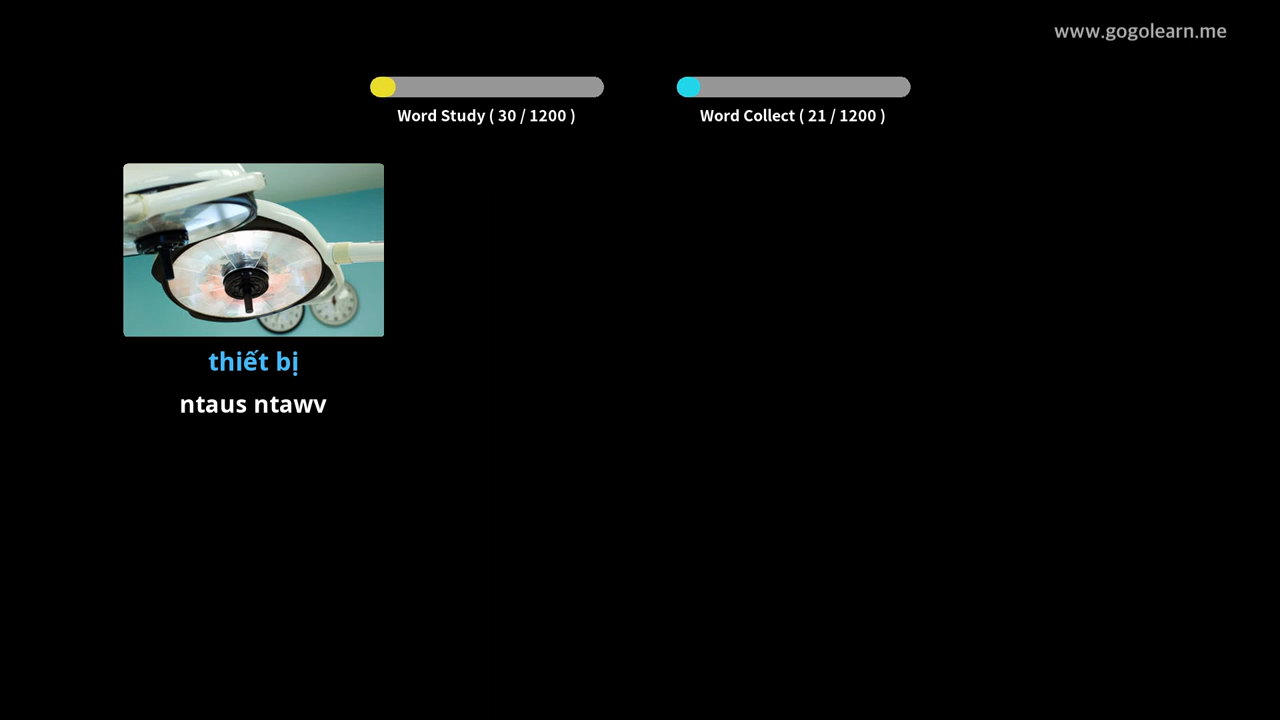 www.gogolearn.me
Word Study ( 30 / 1200 )
Word Collect ( 21 / 1200 )
thiết bị
ntaus ntawv